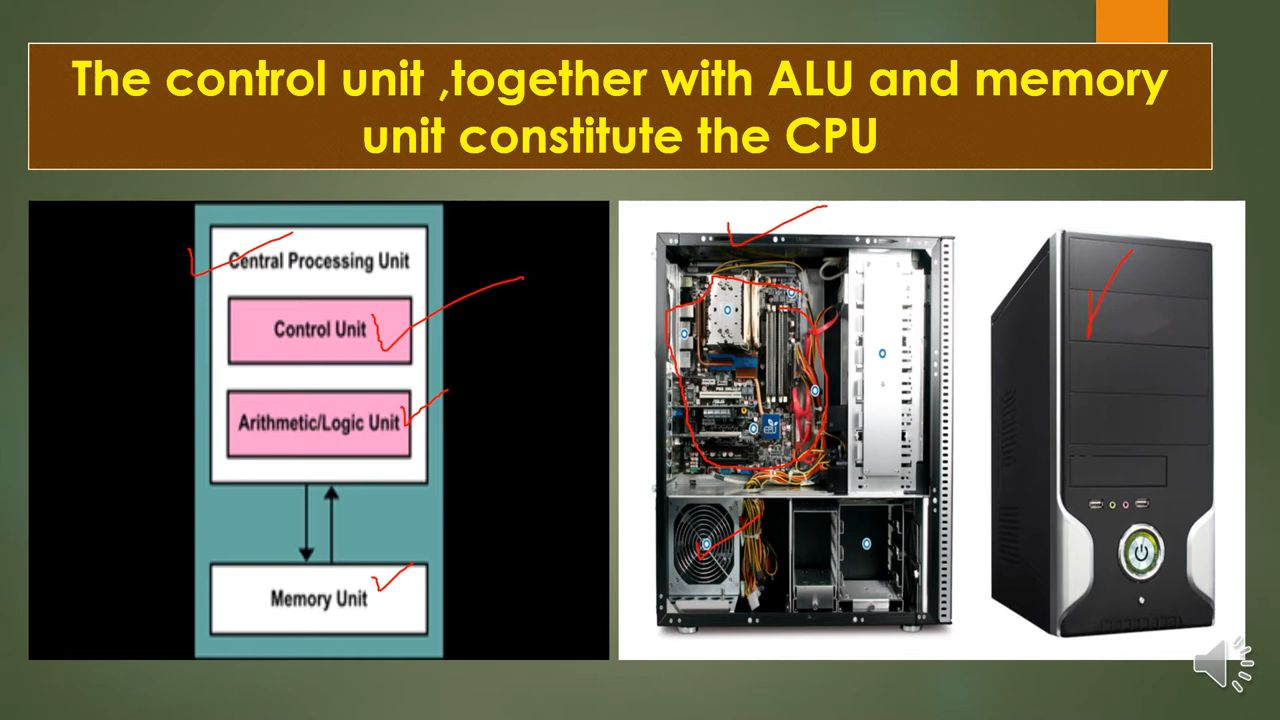 The control unit ,together with ALU and memory
unit constitute the CPU
Central Processing Unit
Control Unit
Arithmetic/Logic Unit
Memory Unit